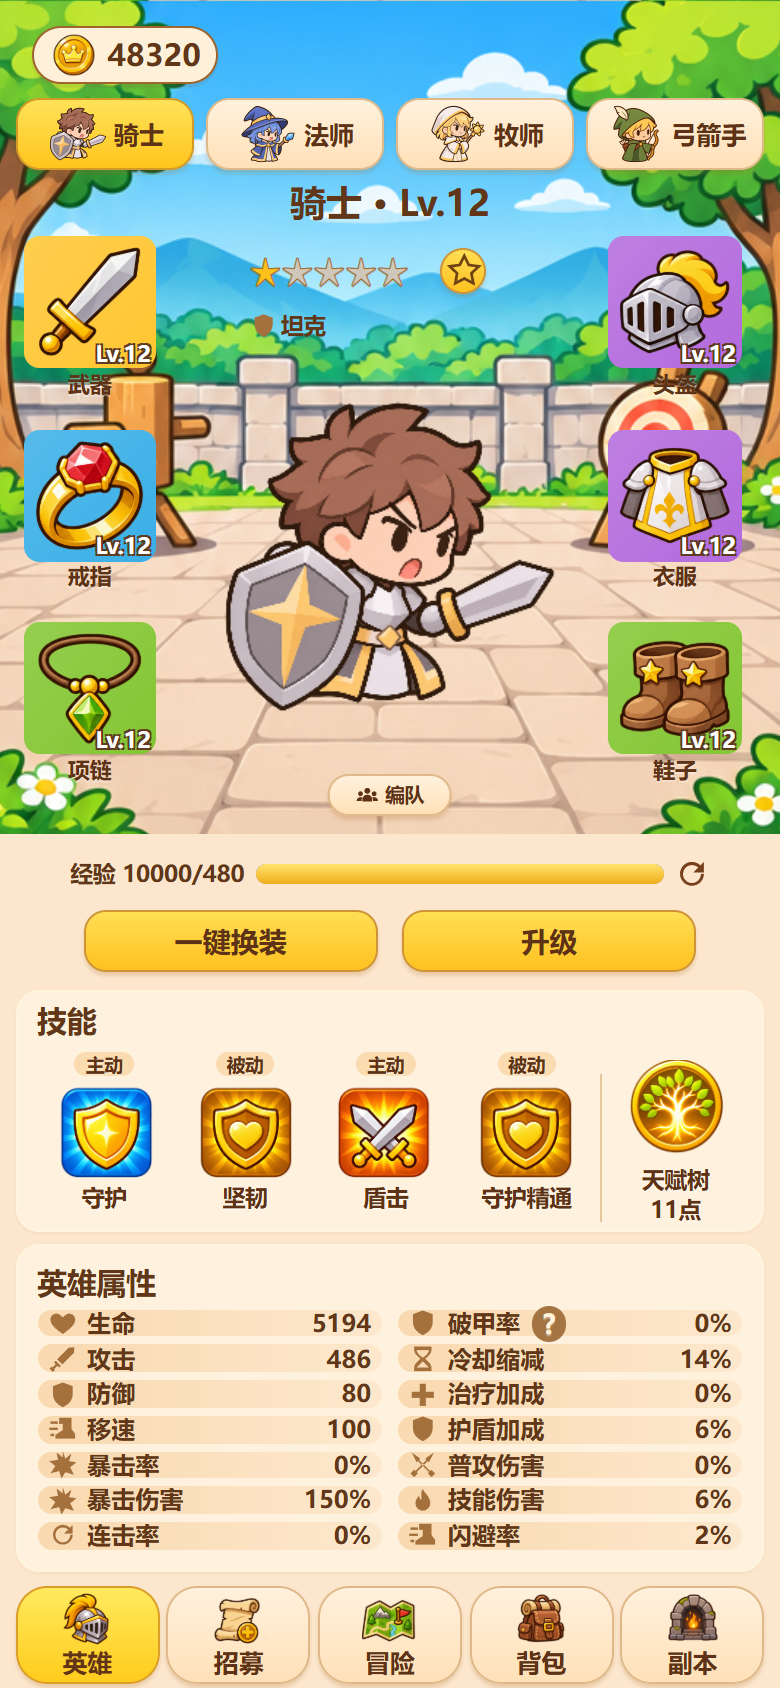 48320
骑士
法师
牧师
弓箭手
骑士 • Lv.12
坦克
Lv.12
武器
Lv.12
头盔
Lv.12
戒指
Lv.12
衣服
Lv.12
项链
Lv.12
鞋子
编队
经验 10000/480
一键换装
升级
技能
主动
被动
主动
被动
守护
坚韧
盾击
守护精通
天赋树
11点
英雄属性
生命 5194
破甲率 ? 0%
攻击 486
冷却缩减 14%
防御 80
治疗加成 0%
移速 100
护盾加成 6%
暴击率 0%
普攻伤害 0%
暴击伤害 150%
技能伤害 6%
连击率 0%
闪避率 2%
英雄
招募
冒险
背包
副本